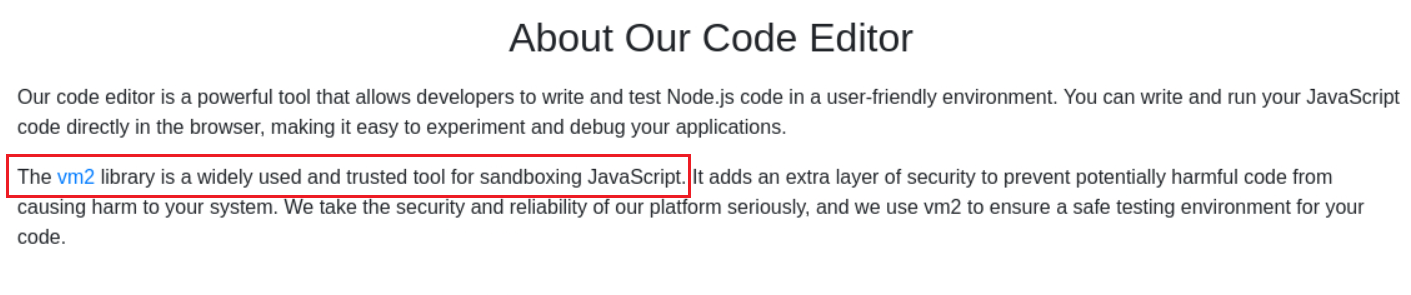 About Our Code Editor
Our code editor is a powerful tool that allows developers to write and test Node.js code in a user-friendly environment. You can write and run your JavaScript
code directly in the browser, making it easy to experiment and debug your applications.
The vm2 library is a widely used and trusted tool for sandboxing JavaScript. It adds an extra layer of security to prevent potentially harmful code from
causing harm to your system. We take the security and reliability of our platform seriously, and we use vm2 to ensure a safe testing environment for your
code.